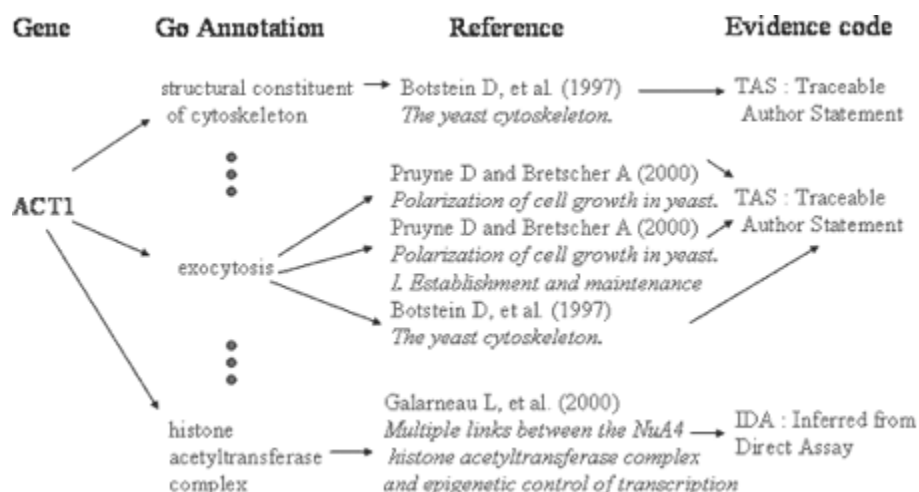 Gene Go Annotation Reference Evidence code
structural constituent
of cytoskeleton
Botstein D, et al. (1997)
The yeast cytoskeleton.
TAS : Traceable
Author Statement
ACT1
exocytosis
Pruyne D and Bretscher A (2000)
Polarization of cell growth in yeast.
Pruyne D and Bretscher A (2000)
Polarization of cell growth in yeast.
I. Establishment and maintenance
Botstein D, et al. (1997)
The yeast cytoskeleton.
TAS : Traceable
Author Statement
histone
acetyltransferase
complex
Galarneau L, et al. (2000)
Multiple links between the NuA4
histone acetyltransferase complex
and epigenetic control of transcription
IDA : Inferred from
Direct Assay